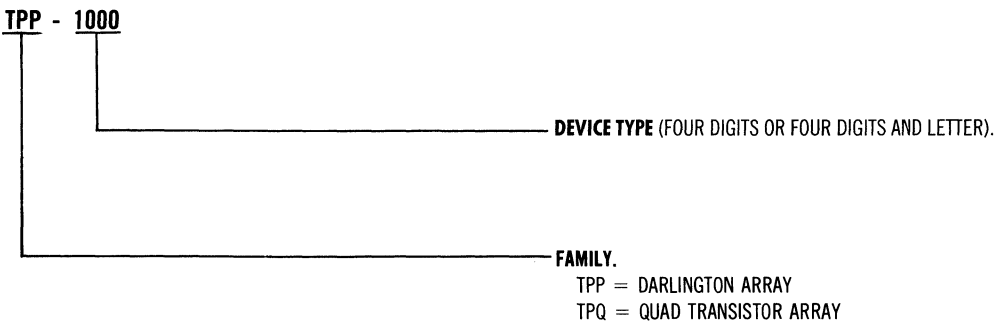 TPP - 1000
DEVICE TYPE (FOUR DIGITS OR FOUR DIGITS AND LETTER).
FAMILY.
TPP = DARLINGTON ARRAY
TPQ = QUAD TRANSISTOR ARRAY